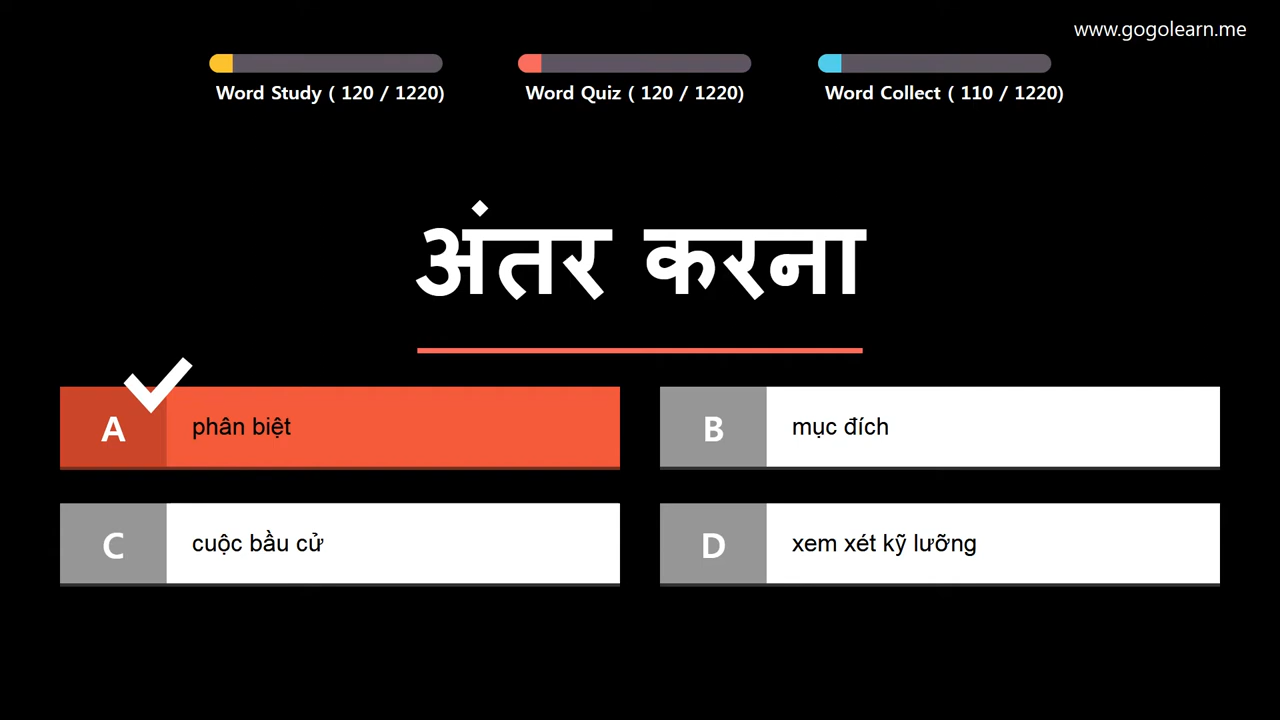 www.gogolearn.me
Word Study ( 120 / 1220)
Word Quiz ( 120 / 1220)
Word Collect ( 110 / 1220)
अंतर करना
A
phân biệt
B
mục đích
C
cuộc bầu cử
D
xem xét kỹ lưỡng